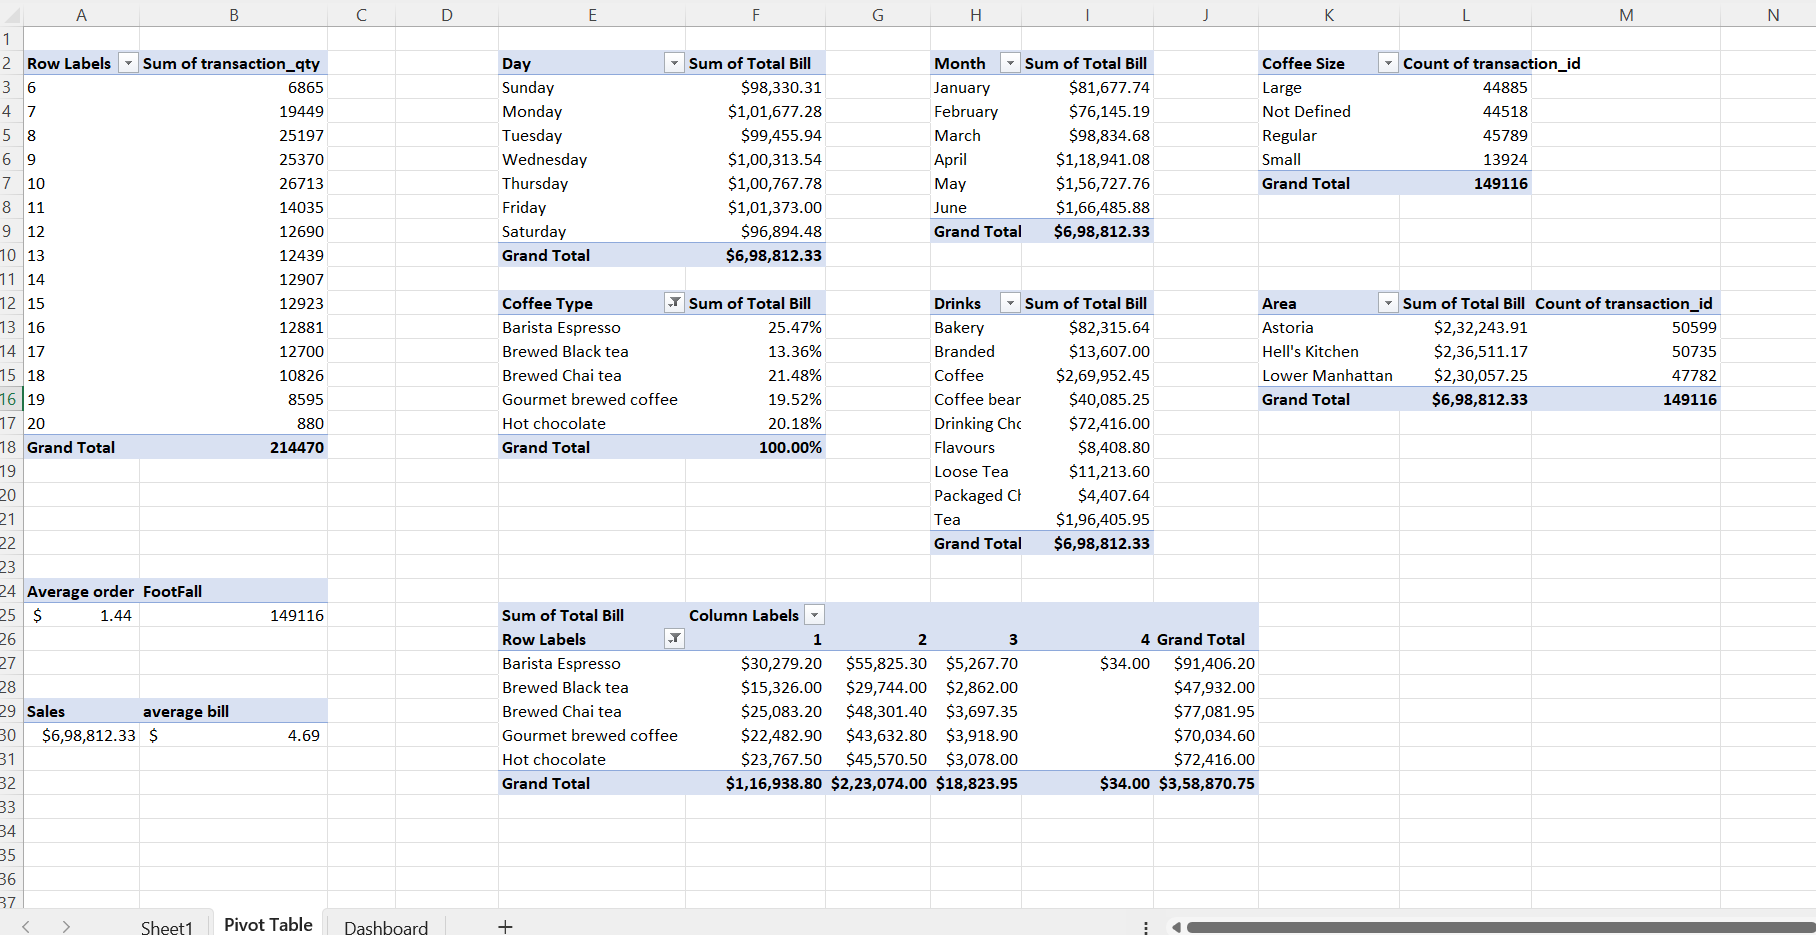 A B C D E F G H I J K L M N
1
2 Row Labels Sum of transaction_qty Day Sum of Total Bill Month Sum of Total Bill Coffee Size Count of transaction_id
3 6 6865 Sunday $98,330.31 January $81,677.74 Large 44885
4 7 19449 Monday $1,01,677.28 February $76,145.19 Not Defined 44518
5 8 25197 Tuesday $99,455.94 March $98,834.68 Regular 45789
6 9 25370 Wednesday $1,00,313.54 April $1,18,941.08 Small 13924
7 10 26713 Thursday $1,00,767.78 May $1,56,727.76 Grand Total 149116
8 11 14035 Friday $1,01,373.00 June $1,66,485.88
9 12 12690 Saturday $96,894.48 Grand Total $6,98,812.33
10 13 12439 Grand Total $6,98,812.33
11 14 12907
12 15 12923 Coffee Type Sum of Total Bill Drinks Sum of Total Bill Area Sum of Total Bill Count of transaction_id
13 16 12881 Barista Espresso 25.47% Bakery $82,315.64 Astoria $2,32,243.91 50599
14 17 12700 Brewed Black tea 13.36% Branded $13,607.00 Hell's Kitchen $2,36,511.17 50735
15 18 10826 Brewed Chai tea 21.48% Coffee $2,69,952.45 Lower Manhattan $2,30,057.25 47782
16 19 8595 Gourmet brewed coffee 19.52% Coffee bear $40,085.25 Grand Total $6,98,812.33 149116
17 20 880 Hot chocolate 20.18% Drinking Cho $72,416.00
18 Grand Total 214470 Grand Total 100.00% Flavours $8,408.80
19 Loose Tea $11,213.60
20 Packaged Ch $4,407.64
21 Tea $1,96,405.95
22 Grand Total $6,98,812.33
23
24 Average order FootFall
25 $ 1.44 149116 Sum of Total Bill Column Labels
26 Row Labels 1 2 3 4 Grand Total
27 Barista Espresso $30,279.20 $55,825.30 $5,267.70 $34.00 $91,406.20
28 Brewed Black tea $15,326.00 $29,744.00 $2,862.00 $47,932.00
29 Sales average bill Brewed Chai tea $25,083.20 $48,301.40 $3,697.35 $77,081.95
30 $6,98,812.33 $ 4.69 Gourmet brewed coffee $22,482.90 $43,632.80 $3,918.90 $70,034.60
31 Hot chocolate $23,767.50 $45,570.50 $3,078.00 $72,416.00
32 Grand Total $1,16,938.80 $2,23,074.00 $18,823.95 $34.00 $3,58,870.75
33
34
35
36
37
Sheet1 Pivot Table Dashboard +